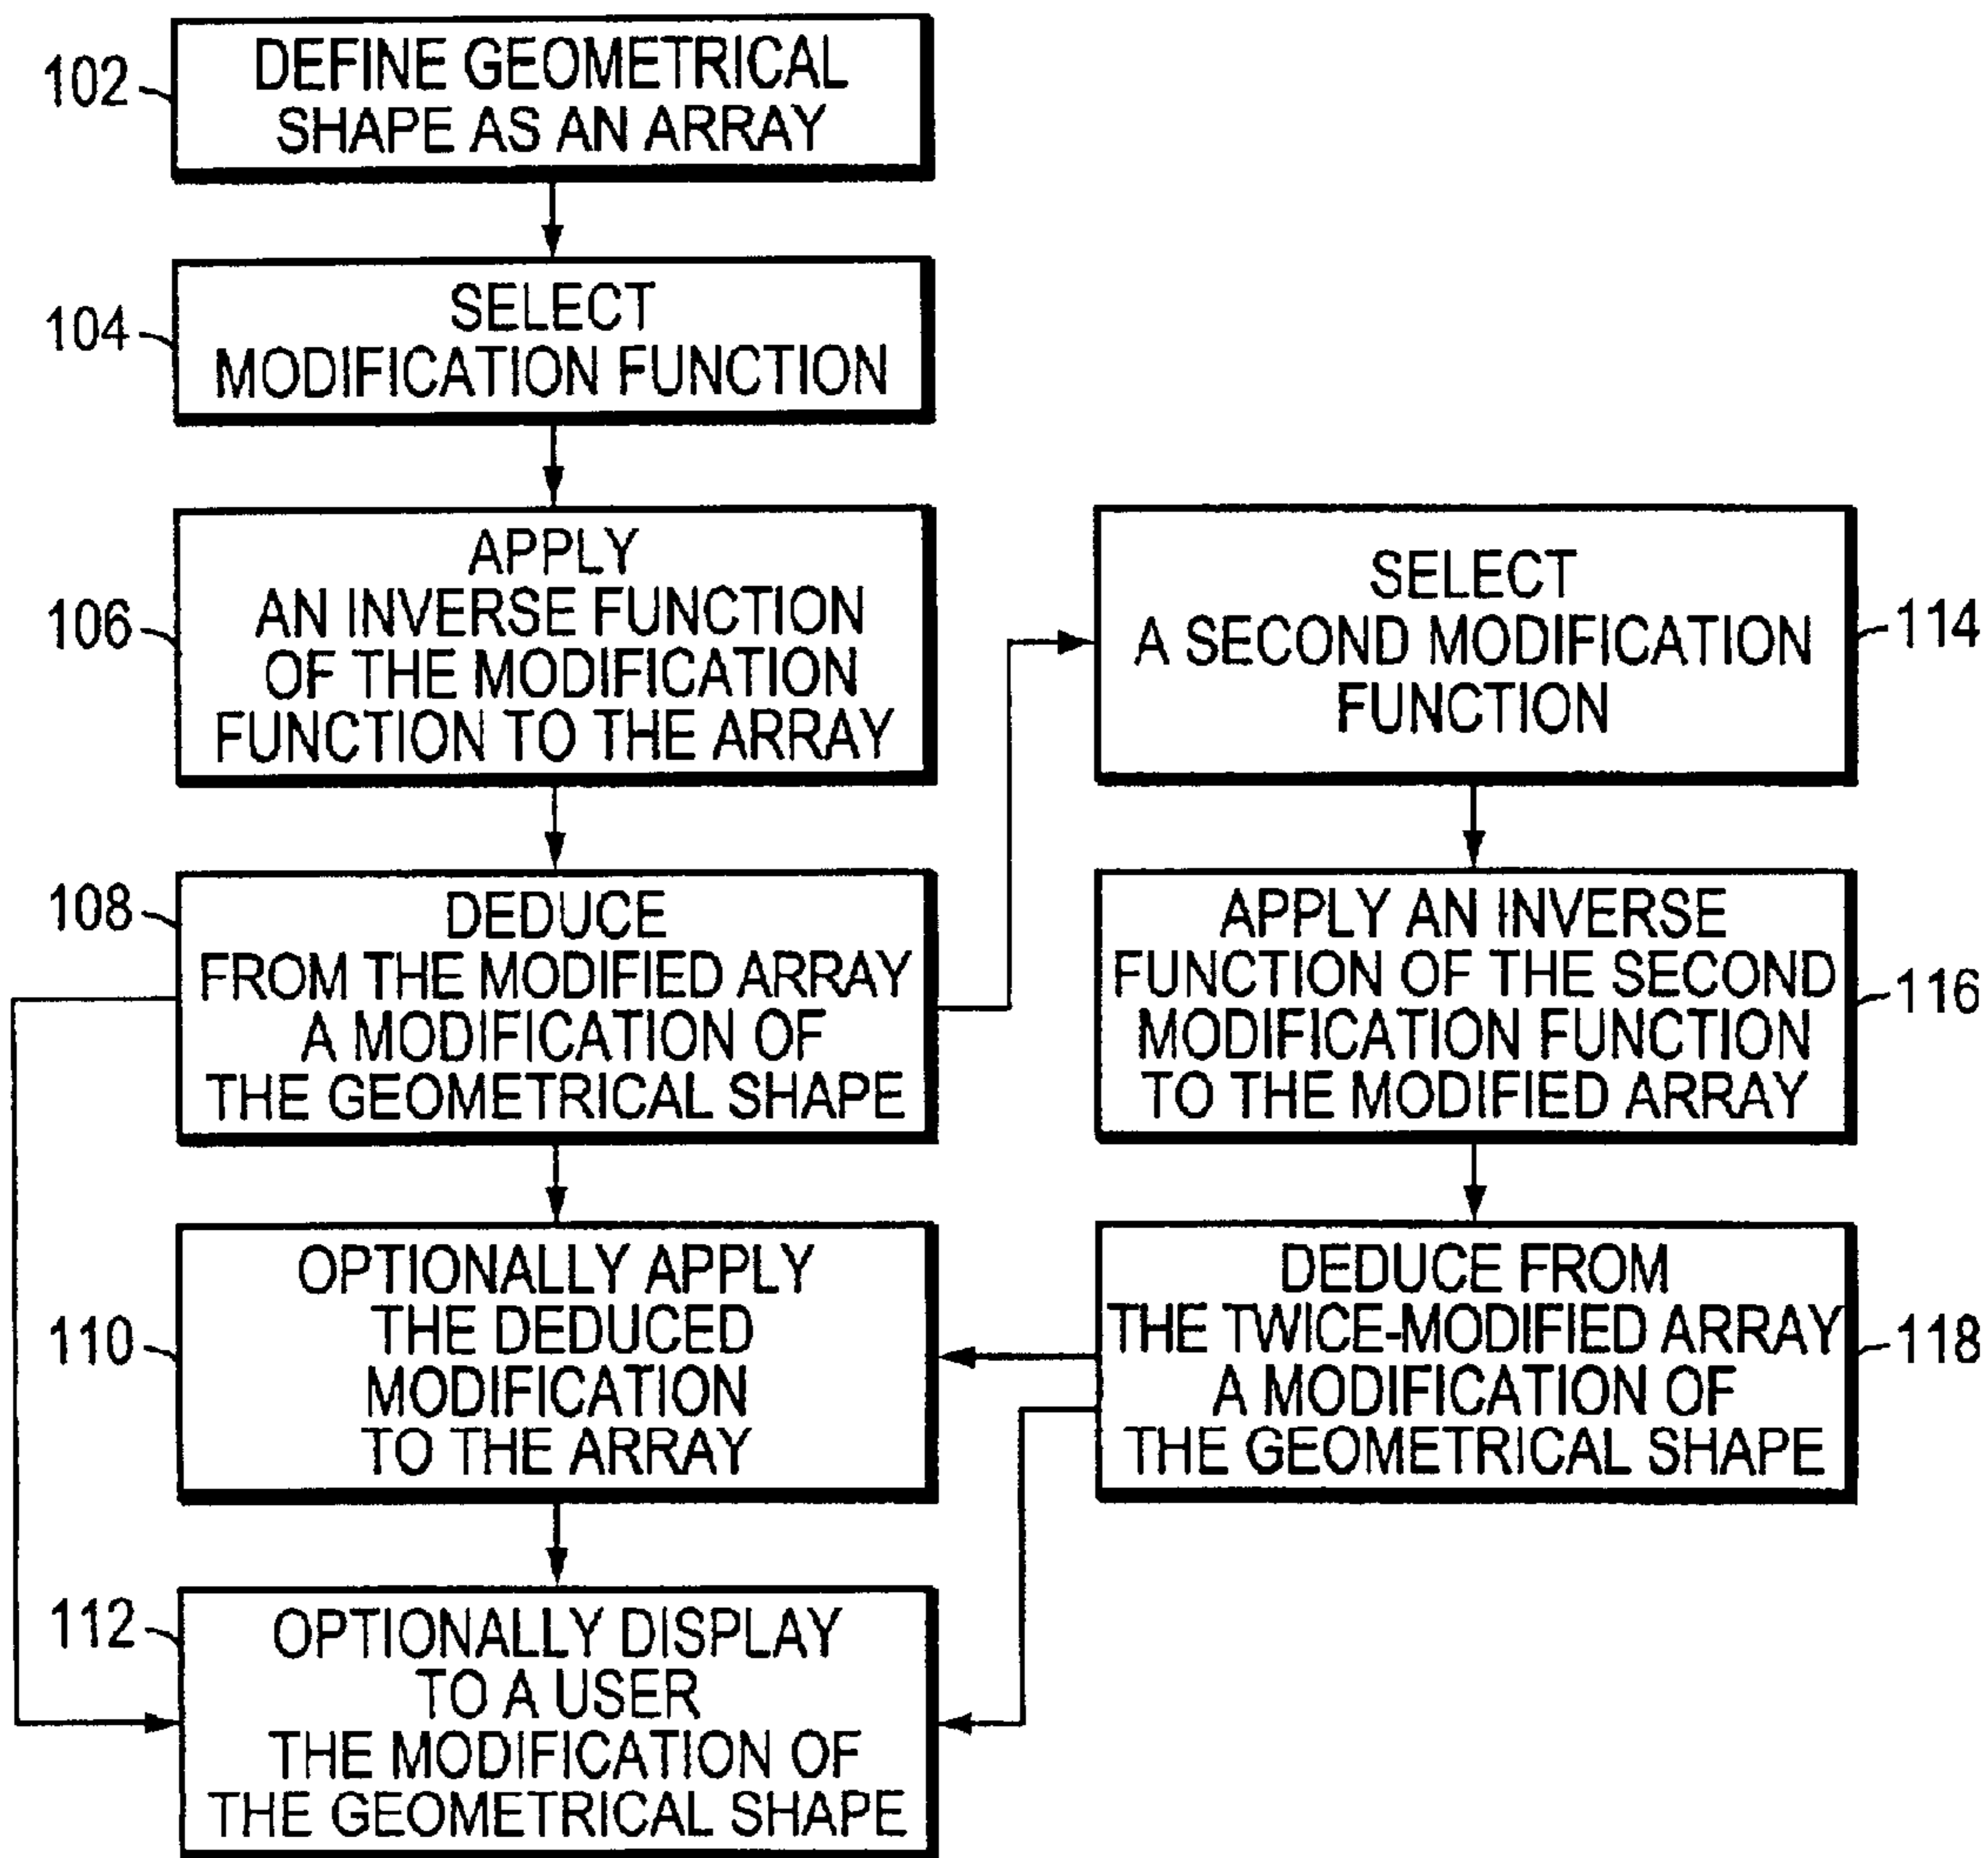 102
DEFINE GEOMETRICAL
SHAPE AS AN ARRAY
104
SELECT
MODIFICATION FUNCTION
106
APPLY
AN INVERSE FUNCTION
OF THE MODIFICATION
FUNCTION TO THE ARRAY
108
DEDUCE
FROM THE MODIFIED ARRAY
A MODIFICATION OF
THE GEOMETRICAL SHAPE
110
OPTIONALLY APPLY
THE DEDUCED
MODIFICATION
TO THE ARRAY
112
OPTIONALLY DISPLAY
TO A USER
THE MODIFICATION OF
THE GEOMETRICAL SHAPE
SELECT
A SECOND MODIFICATION
FUNCTION
114
APPLY AN INVERSE
FUNCTION OF THE SECOND
MODIFICATION FUNCTION
TO THE MODIFIED ARRAY
116
DEDUCE FROM
THE TWICE-MODIFIED ARRAY
A MODIFICATION OF
THE GEOMETRICAL SHAPE
118